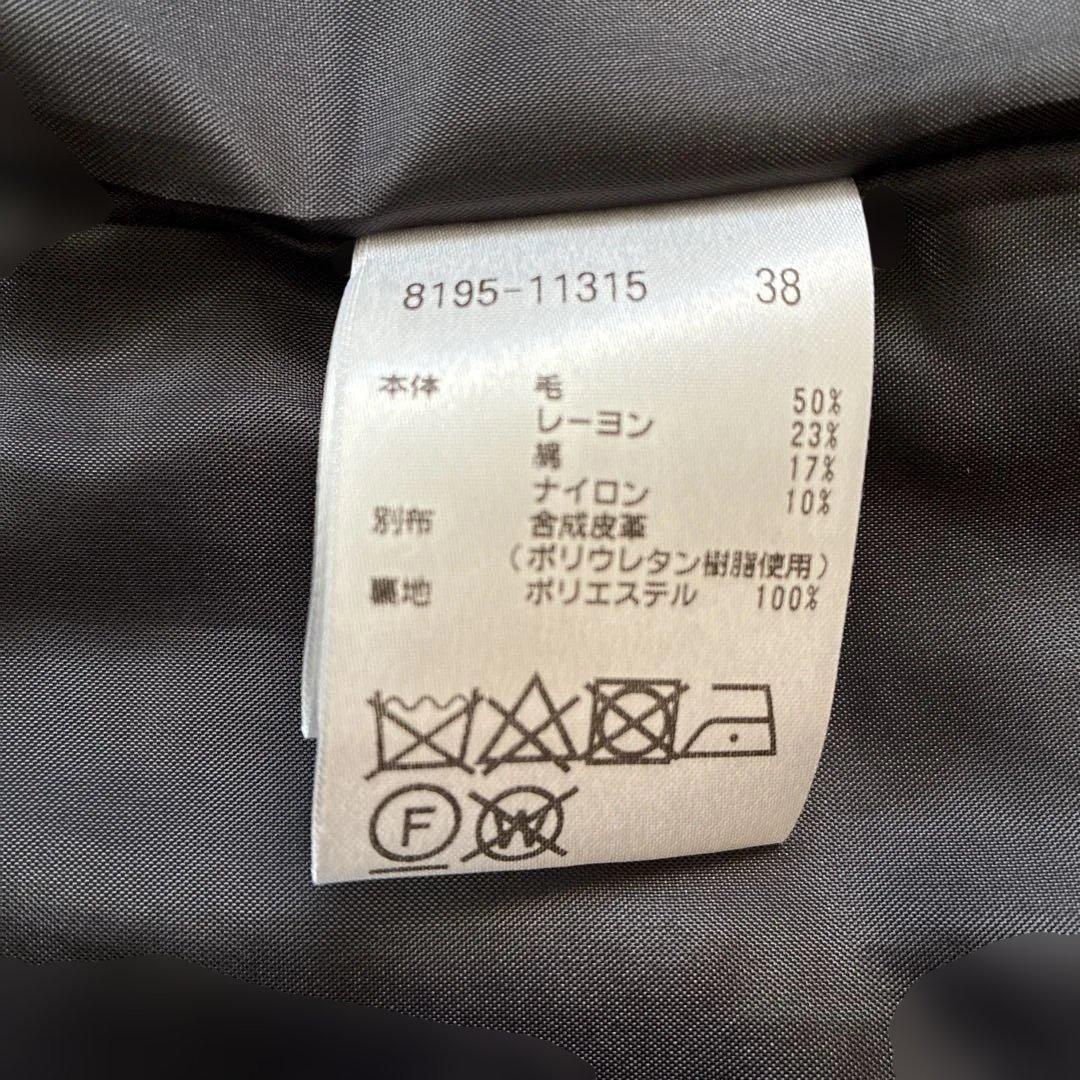 8195-11315 38
本体 毛 50%
レーヨン 23%
綿 17%
ナイロン 10%
別布 合成皮革
(ポリウレタン樹脂使用)
裏地 ポリエステル 100%
F W